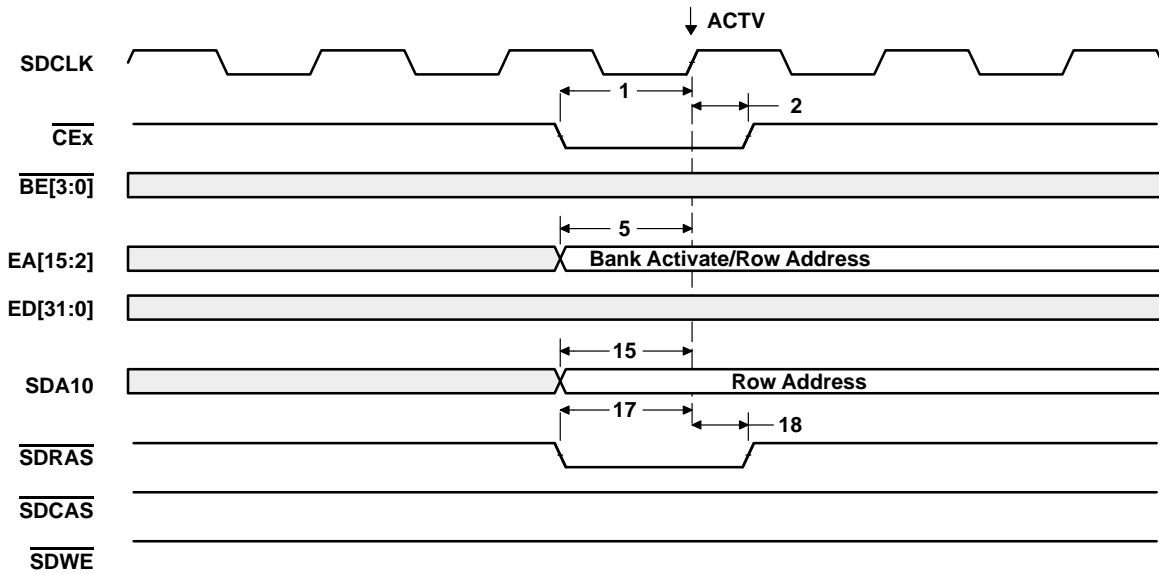 ACTV
SDCLK
1
2
CEx
BE[3:0]
5
EA[15:2]
Bank Activate/Row Address
ED[31:0]
15
SDA10
Row Address
17
18
SDRAS
SDCAS
SDWE